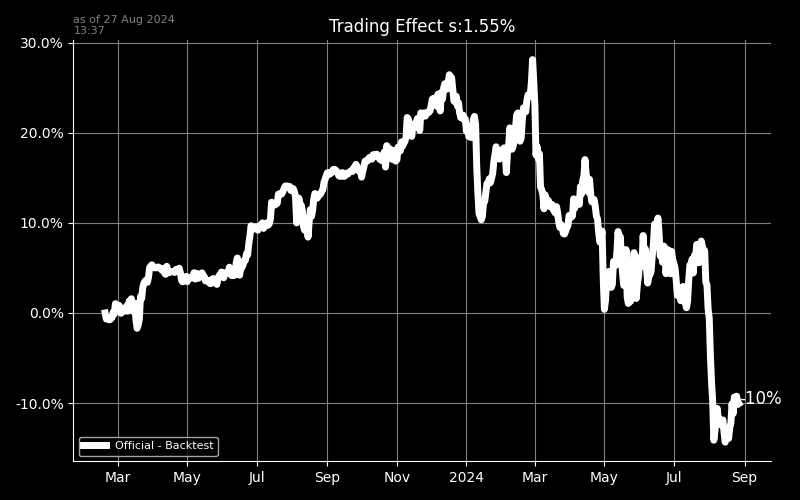 as of 27 Aug 2024
13:37
Trading Effect s:1.55%
30.0%
20.0%
10.0%
0.0%
-10.0%
-10%
Official - Backtest
Mar May Jul Sep Nov 2024 Mar May Jul Sep